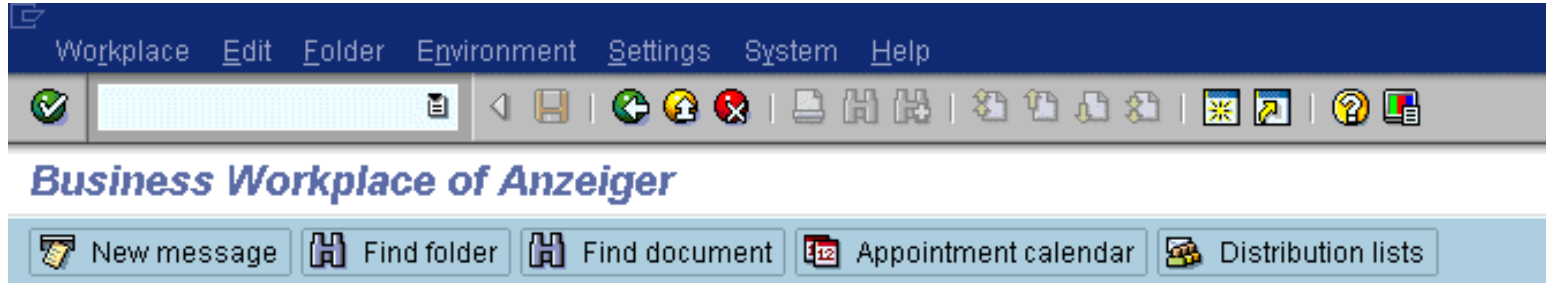 Workplace Edit Folder Environment Settings System Help
Business Workplace of Anzeiger
New message Find folder Find document 12 Appointment calendar Distribution lists